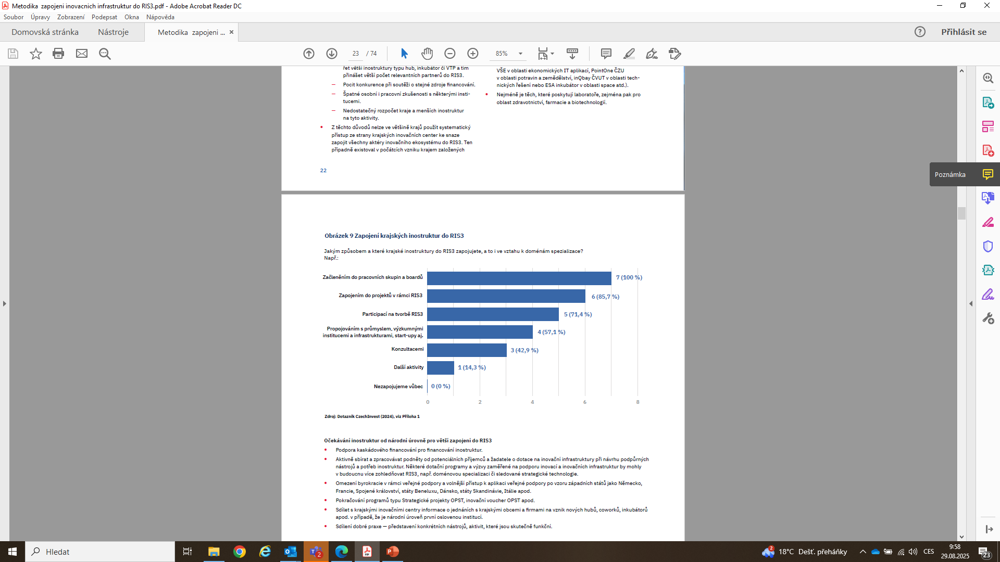 Metodika  zapojeni inovacnich infrastruktur do RIS3.pdf - Adobe Acrobat Reader DC
Soubor Úpravy Zobrazení Podepsat Okna Nápověda
Domovská stránka Nástroje Metodika  zapojeni ... × Přihlásit se
23 / 74 85%
řet větší inostruktury typu hub, inkubátor či VTP a tím
přinášet větší počet relevantních partnerů do RIS3.
— Pocit konkurence při soutěži o stejné zdroje financování.
— Špatné osobní i pracovní zkušenosti s některými insti-
tucemi.
— Nedostatečný rozpočet kraje a menších inostruktur
na tyto aktivity.
• Z těchto důvodů nelze ve většině krajů použít systematický
přístup ze strany krajských inovačních center ke snaze
zapojit všechny aktéry inovačního ekosystému do RIS3. Ten
případně existoval v počátcích vzniku krajem založených
VŠE v oblasti ekonomických IT aplikací, PointOne ČZU
v oblasti potravin a zemědělství, inQbay ČVUT v oblasti tech-
nických řešení nebo ESA inkubátor v oblasti space atd.).
• Nejméně je těch, které poskytují laboratoře, zejména pak pro
oblast zdravotnictví, farmacie a biotechnologií.
22
Poznámka
Obrázek 9 Zapojení krajských inostruktur do RIS3
Jakým způsobem a které krajské inostruktury do RIS3 zapojujete, a to i ve vztahu k doménám spezializace?
Např.:
Začleněním do pracovních skupin a boardů 7 (100 %)
Zapojením do projektů v rámci RIS3 6 (85,7 %)
Participací na tvorbě RIS3 5 (71,4 %)
Propojováním s průmyslem, výzkumnými
institucemi a infrastrukturami, start-upy aj. 4 (57,1 %)
Konzultacemi 3 (42,9 %)
Další aktivity 1 (14,3 %)
Nezapojujeme vůbec 0 (0 %)
0 2 4 6 8
Zdroj: Dotazník CzechInvest (2024), viz Příloha 1
Očekávání inostruktur od národní úrovně pro větší zapojení do RIS3
• Podpora kaskádového financování pro financování inostruktur.
• Aktivně sbírat a zpracovávat podněty od potenciálních příjemců a žadatele o dotace na inovační infrastruktury při návrhu podpůrných
nástrojů a potřeb inostruktur. Některé dotační programy a výzvy zaměřené na podporu inovací a inovačních infrastruktur by mohly
v budoucnu více zohledňovat RIS3, např. doménovou specializaci či sledované strategické technologie.
• Omezení byrokracie v rámci veřejné podpory a volnější přístup k aplikaci veřejné podpory po vzoru západních států jako Německo,
Francie, Spojené království, státy Beneluxu, Dánsko, státy Skandinávie, Itálie apod.
• Pokračování programů typu Strategické projekty OPST, inovační voucher OPST apod.
• Sdílet s krajskými inovačními centry informace o jednáních s krajskými obcemi a firmami na vznik nových hubů, coworků, inkubátorů
apod. v případě, že je národní úroveň první oslovenou institucí.
• Sdílení dobré praxe — představení konkrétních nástrojů, aktivit, které jsou skutečně funkční.
Hledat 2 2 18°C Dešť. přeháňky CES 9:58
29.08.2025 23